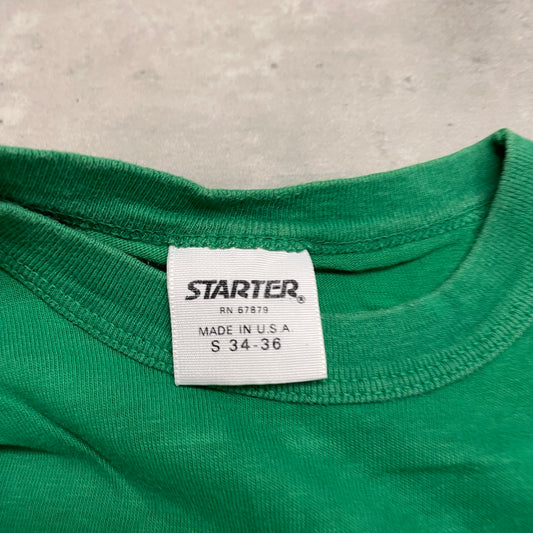 STARTER®
RN 67879
MADE IN U.S.A.
S 34-36